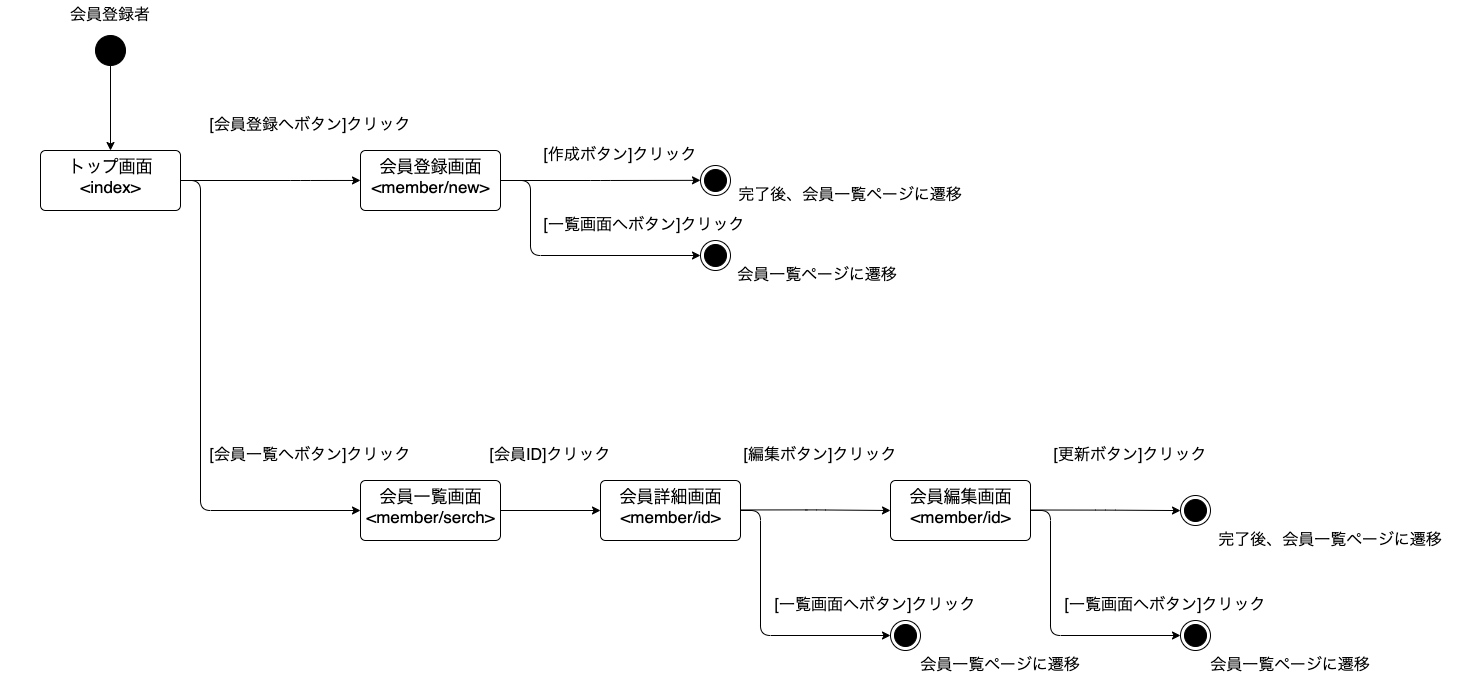 会員登録者
[会員登録へボタン]クリック
トップ画面
<index>
会員登録画面
<member/new>
[作成ボタン]クリック
完了後、会員一覧ページに遷移
[一覧画面へボタン]クリック
会員一覧ページに遷移
[会員一覧へボタン]クリック
[会員ID]クリック
[編集ボタン]クリック
[更新ボタン]クリック
会員一覧画面
<member/serch>
会員詳細画面
<member/id>
会員編集画面
<member/id>
完了後、会員一覧ページに遷移
[一覧画面へボタン]クリック
[一覧画面へボタン]クリック
会員一覧ページに遷移
会員一覧ページに遷移